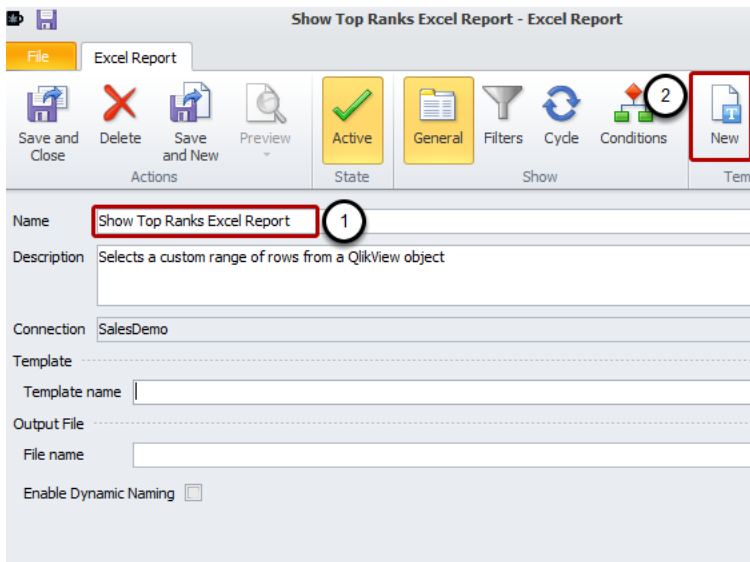 Show Top Ranks Excel Report - Excel Report
File Excel Report
Save and Close Delete Save and New Preview Active General Filters Cycle Conditions 2 New
Actions State Show Tem
Name Show Top Ranks Excel Report 1
Description Selects a custom range of rows from a QlikView object
Connection SalesDemo
Template
Template name
Output File
File name
Enable Dynamic Naming